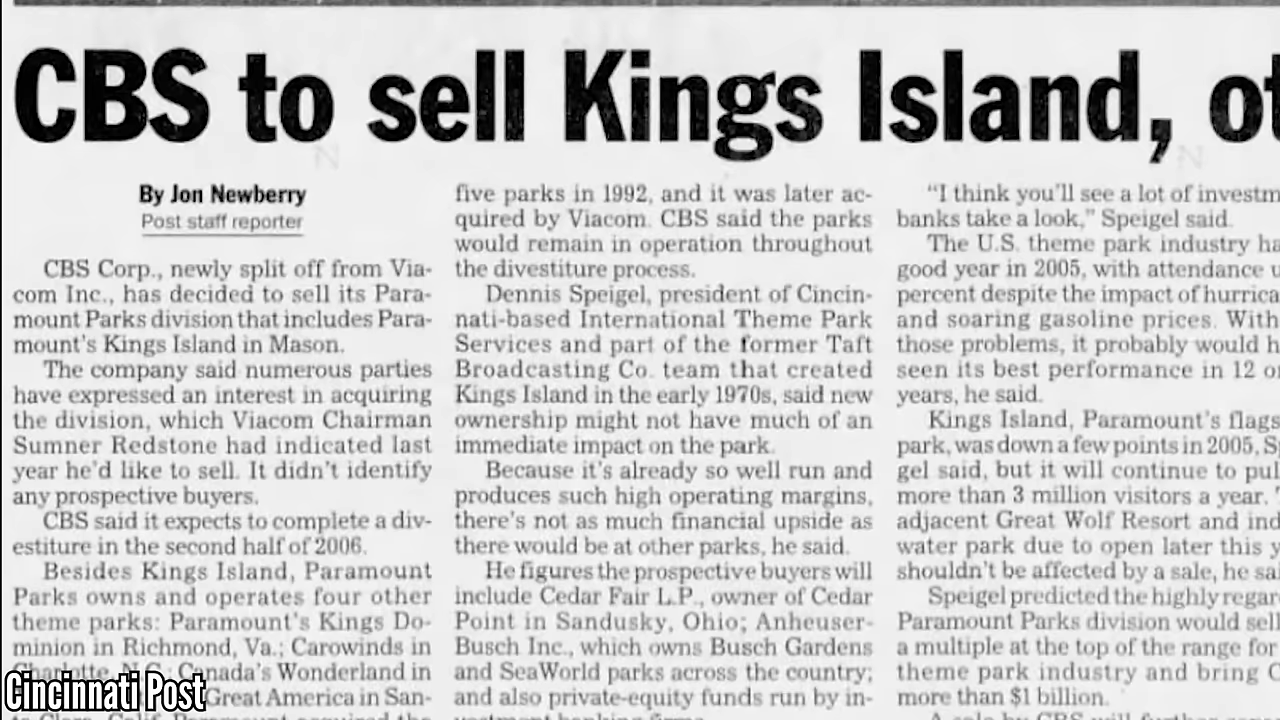 CBS to sell Kings Island,
By Jon Newberry
Post staff reporter
CBS Corp., newly split off from Via-
com Inc., has decided to sell its Para-
mount Parks division that includes Para-
mount's Kings Island in Mason.
The company said numerous parties
have expressed an interest in acquiring
the division, which Viacom Chairman
Sumner Redstone had indicated last
year he'd like to sell. It didn't identify
any prospective buyers.
CBS said it expects to complete a div-
estiture in the second half of 2006.
Besides Kings Island, Paramount
Parks owns and operates four other
theme parks: Paramount's Kings Do-
minion in Richmond, Va.; Carowinds in
Charlotte, N.C.; Canada's Wonderland in
Great America in San-
five parks in 1992, and it was later ac-
quired by Viacom. CBS said the parks
would remain in operation throughout
the divestiture process.
Dennis Speigel, president of Cincin-
nati-based International Theme Park
Services and part of the former Taft
Broadcasting Co. team that created
Kings Island in the early 1970s, said new
ownership might not have much of an
immediate impact on the park.
Because it's already so well run and
produces such high operating margins,
there's not as much financial upside as
there would be at other parks, he said.
He figures the prospective buyers will
include Cedar Fair L.P., owner of Cedar
Point in Sandusky, Ohio; Anheuser-
Busch Inc., which owns Busch Gardens
and SeaWorld parks across the country;
and also private-equity funds run by in-
"I think you'll see a lot of investm
banks take a look," Speigel said.
The U.S. theme park industry ha
good year in 2005, with attendance
percent despite the impact of hurrica
and soaring gasoline prices. With
those problems, it probably would h
seen its best performance in 12 o
years, he said.
Kings Island, Paramount's flags
park, was down a few points in 2005, Sp
gel said, but it will continue to pul
more than 3 million visitors a year.
adjacent Great Wolf Resort and ind
water park due to open later this y
shouldn't be affected by a sale, he sai
Speigel predicted the highly regar
Paramount Parks division would sell
a multiple at the top of the range for
theme park industry and bring C
more than $1 billion.
Cincinnati Post